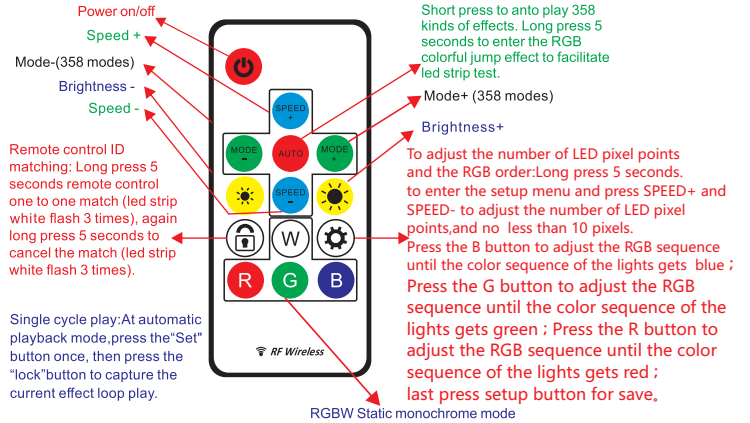 Power on/off
Speed +
Mode-(358 modes)
Brightness -
Speed -
Remote control ID
matching: Long press 5
seconds remote control
one to one match (led strip
white flash 3 times), again
long press 5 seconds to
cancel the match (led strip
white flash 3 times).
Single cycle play:At automatic
playback mode,press the“Set"
button once, then press the
“lock”button to capture the
current effect loop play.
SPEED
+
MODE
-
AUTO
MODE
+
SPEED
-
W
R
G
B
RF Wireless
Short press to anto play 358
kinds of effects. Long press 5
seconds to enter the RGB
colorful jump effect to facilitate
led strip test.
Mode+ (358 modes)
Brightness+
To adjust the number of LED pixel points
and the RGB order:Long press 5 seconds.
to enter the setup menu and press SPEED+ and
SPEED- to adjust the number of LED pixel
points,and no less than 10 pixels.
Press the B button to adjust the RGB sequence
until the color sequence of the lights gets blue；
Press the G button to adjust the RGB
sequence until the color sequence of the
lights gets green；Press the R button to
adjust the RGB sequence until the color
sequence of the lights gets red；
last press setup button for save。
RGBW Static monochrome mode